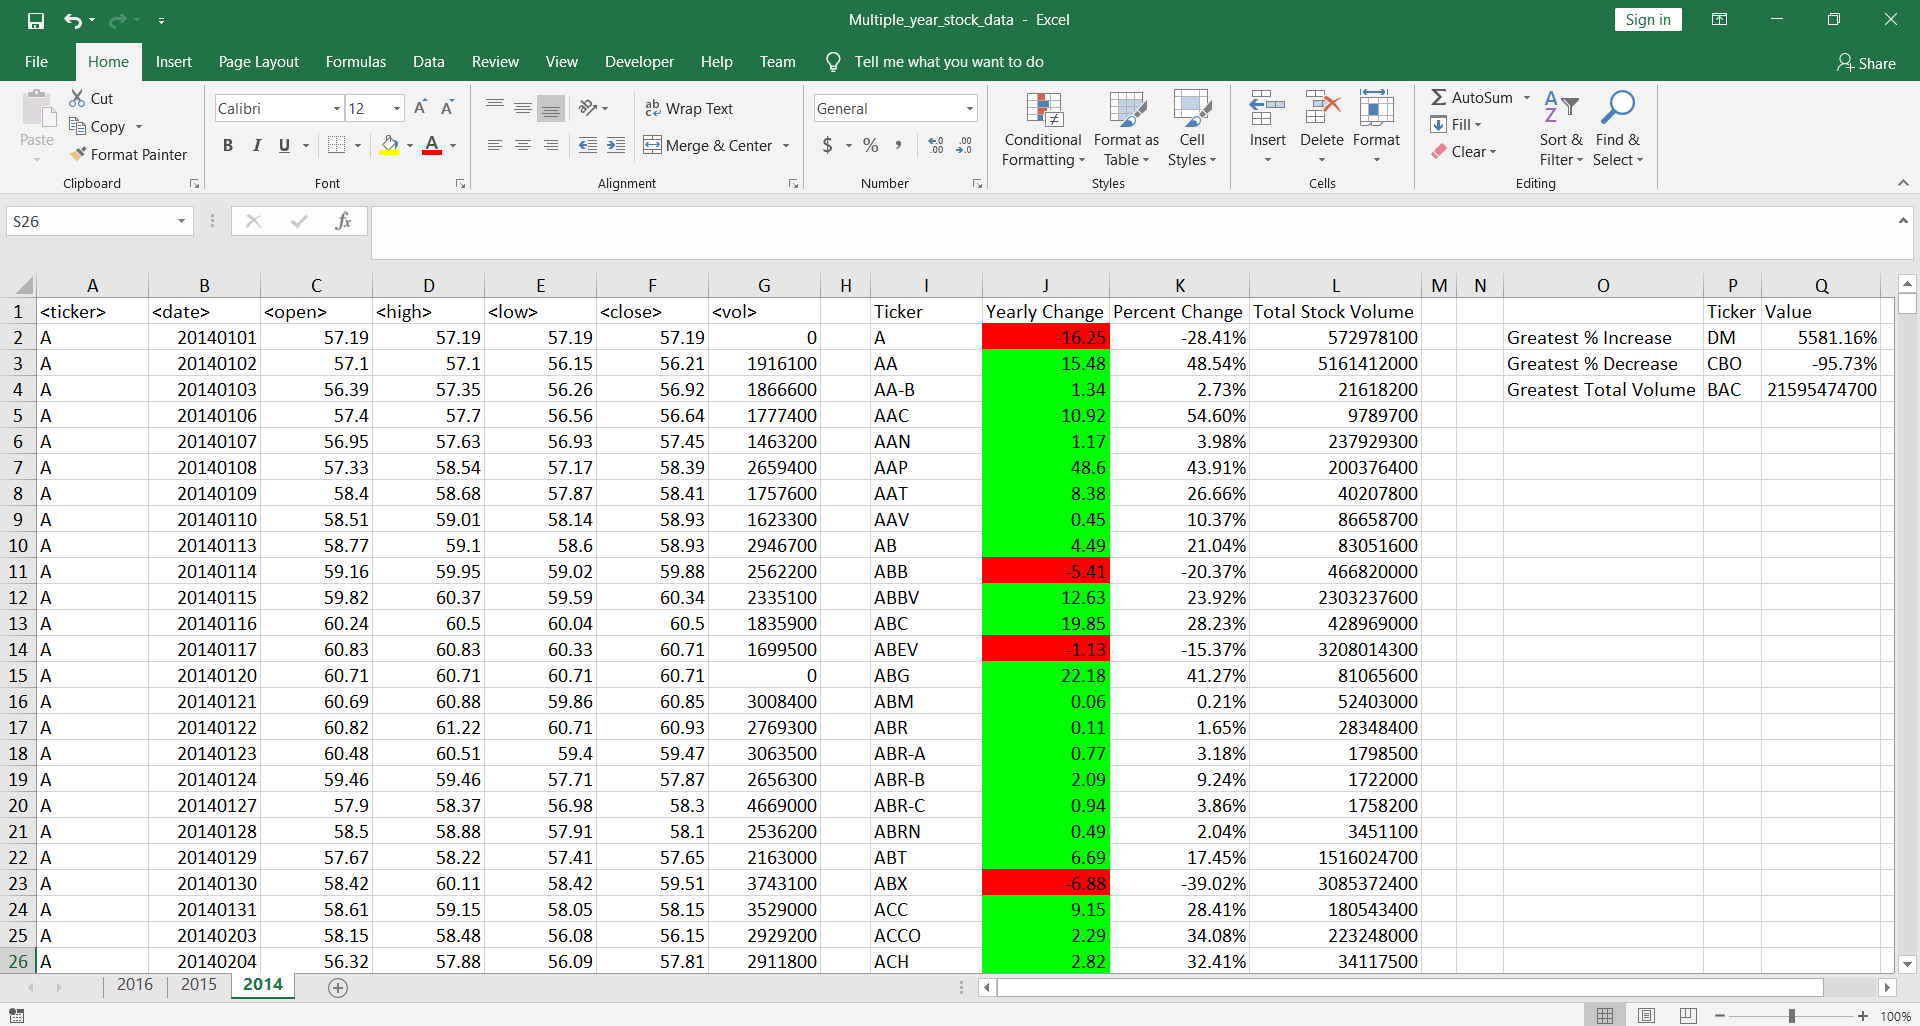 Multiple_year_stock_data - Excel
Sign in
File Home Insert Page Layout Formulas Data Review View Developer Help Team Tell me what you want to do Share
Paste Cut
Copy
Format Painter
Clipboard
Calibri 12 A A
B I U A
Font
ab Wrap Text
Merge & Center
Alignment
General
$ % , .00 .00
Number
Conditional Formatting
Format as Table
Cell Styles
Styles
Insert Delete Format
Cells
AutoSum
Fill
Clear
Sort & Filter
Find & Select
Editing
S26 fx
A B C D E F G H I J K L M N O P Q
1 <ticker> <date> <open> <high> <low> <close> <vol> Ticker Yearly Change Percent Change Total Stock Volume Ticker Value
2 A 20140101 57.19 57.19 57.19 57.19 0 A -16.25 -28.41% 572978100 Greatest % Increase DM 5581.16%
3 A 20140102 57.1 57.1 56.15 56.21 1916100 AA 15.48 48.54% 5161412000 Greatest % Decrease CBO -95.73%
4 A 20140103 56.39 57.35 56.26 56.92 1866600 AA-B 1.34 2.73% 21618200 Greatest Total Volume BAC 21595474700
5 A 20140106 57.4 57.7 56.56 56.64 1777400 AAC 10.92 54.60% 9789700
6 A 20140107 56.95 57.63 56.93 57.45 1463200 AAN 1.17 3.98% 237929300
7 A 20140108 57.33 58.54 57.17 58.39 2659400 AAP 48.6 43.91% 200376400
8 A 20140109 58.4 58.68 57.87 58.41 1757600 AAT 8.38 26.66% 40207800
9 A 20140110 58.51 59.01 58.14 58.93 1623300 AAV 0.45 10.37% 86658700
10 A 20140113 58.77 59.1 58.6 58.93 2946700 AB 4.49 21.04% 83051600
11 A 20140114 59.16 59.95 59.02 59.88 2562200 ABB -5.41 -20.37% 466820000
12 A 20140115 59.82 60.37 59.59 60.34 2335100 ABBV 12.63 23.92% 2303237600
13 A 20140116 60.24 60.5 60.04 60.5 1835900 ABC 19.85 28.23% 428969000
14 A 20140117 60.83 60.83 60.33 60.71 1699500 ABEV -1.13 -15.37% 3208014300
15 A 20140120 60.71 60.71 60.71 60.71 0 ABG 22.18 41.27% 81065600
16 A 20140121 60.69 60.88 59.86 60.85 3008400 ABM 0.06 0.21% 52403000
17 A 20140122 60.82 61.22 60.71 60.93 2769300 ABR 0.11 1.65% 28348400
18 A 20140123 60.48 60.51 59.4 59.47 3063500 ABR-A 0.77 3.18% 1798500
19 A 20140124 59.46 59.46 57.71 57.87 2656300 ABR-B 2.09 9.24% 1722000
20 A 20140127 57.9 58.37 56.98 58.3 4669000 ABR-C 0.94 3.86% 1758200
21 A 20140128 58.5 58.88 57.91 58.1 2536200 ABRN 0.49 2.04% 3451100
22 A 20140129 57.67 58.22 57.41 57.65 2163000 ABT 6.69 17.45% 1516024700
23 A 20140130 58.42 60.11 58.42 59.51 3743100 ABX -6.88 -39.02% 3085372400
24 A 20140131 58.61 59.15 58.05 58.15 3529000 ACC 9.15 28.41% 180543400
25 A 20140203 58.15 58.48 56.08 56.15 2929200 ACCO 2.29 34.08% 223248000
26 A 20140204 56.32 57.88 56.09 57.81 2911800 ACH 2.82 32.41% 34117500
2016 2015 2014
100%